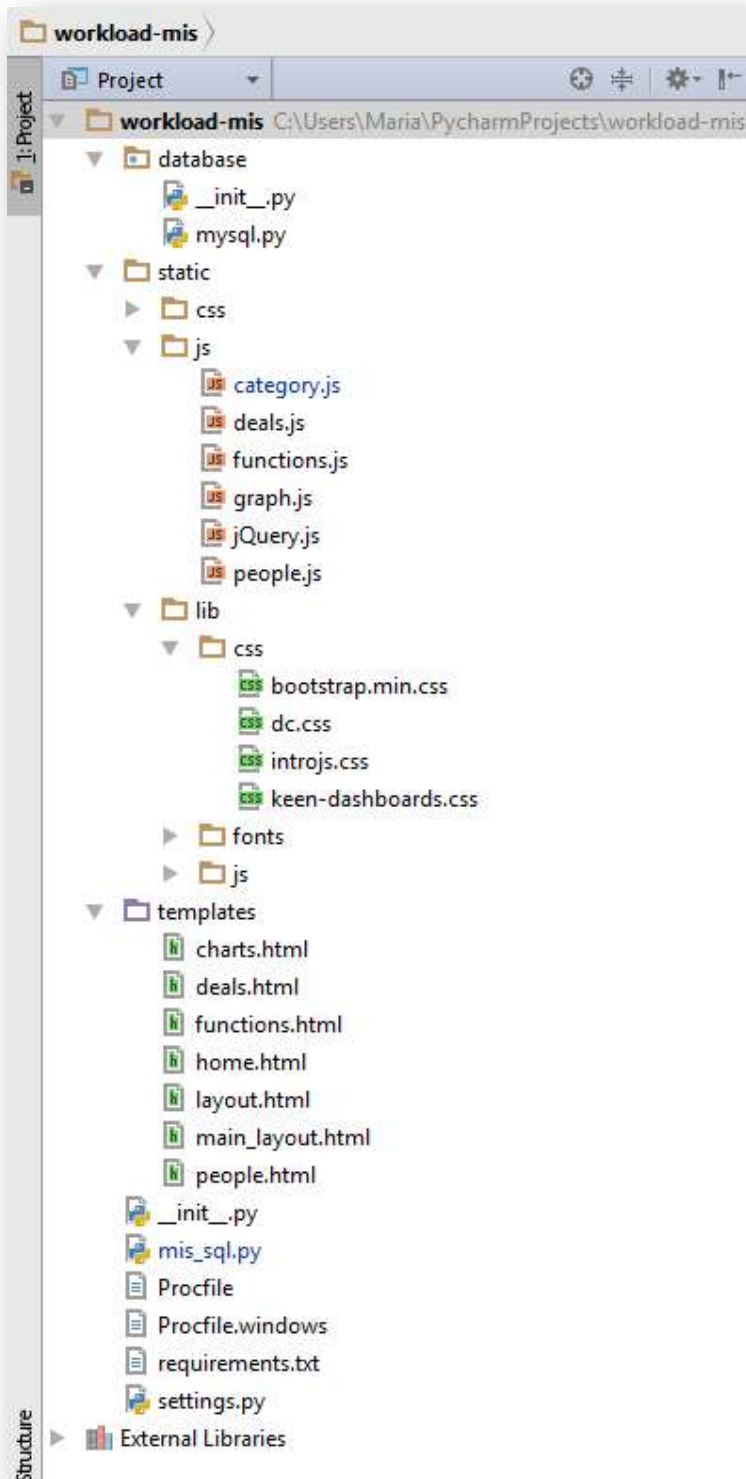 workload-mis
Project
1: Project
workload-mis C:\Users\Maria\PycharmProjects\workload-mis
database
__init__.py
mysql.py
static
css
js
category.js
deals.js
functions.js
graph.js
jQuery.js
people.js
lib
css
bootstrap.min.css
dc.css
introjs.css
keen-dashboards.css
fonts
js
templates
charts.html
deals.html
functions.html
home.html
layout.html
main_layout.html
people.html
__init__.py
mis_sql.py
Procfile
Procfile.windows
requirements.txt
settings.py
External Libraries
Structure